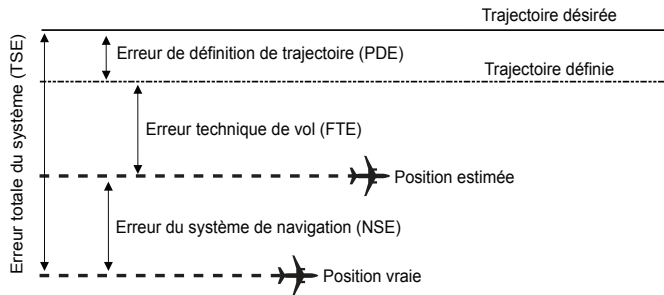 Trajectoire désirée
Erreur de définition de trajectoire (PDE)
Trajectoire définie
Erreur technique de vol (FTE)
Position estimée
Erreur du système de navigation (NSE)
Position vraie
Erreur totale du système (TSE)